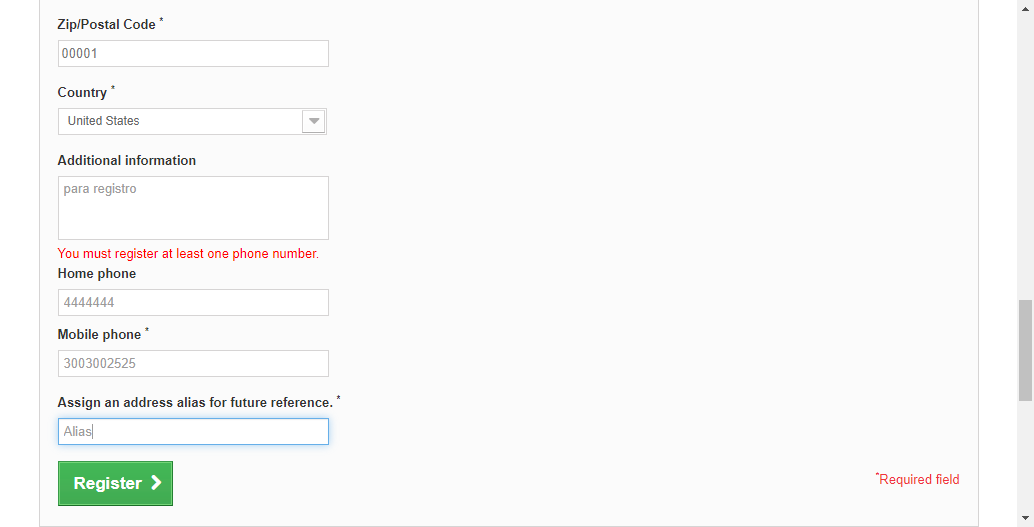 Zip/Postal Code *
00001
Country *
United States
Additional information
para registro
You must register at least one phone number.
Home phone
4444444
Mobile phone *
3003002525
Assign an address alias for future reference. *
Alias
Register
*Required field